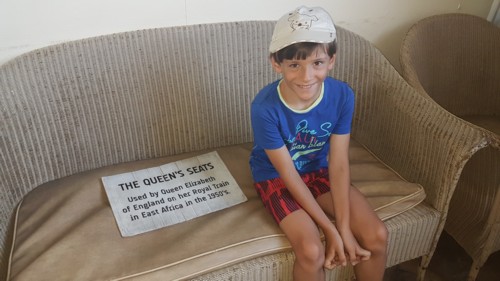 THE QUEEN'S SEATS
Used by Queen Elizabeth
of England on her Royal Train
in East Africa in the 1950's.